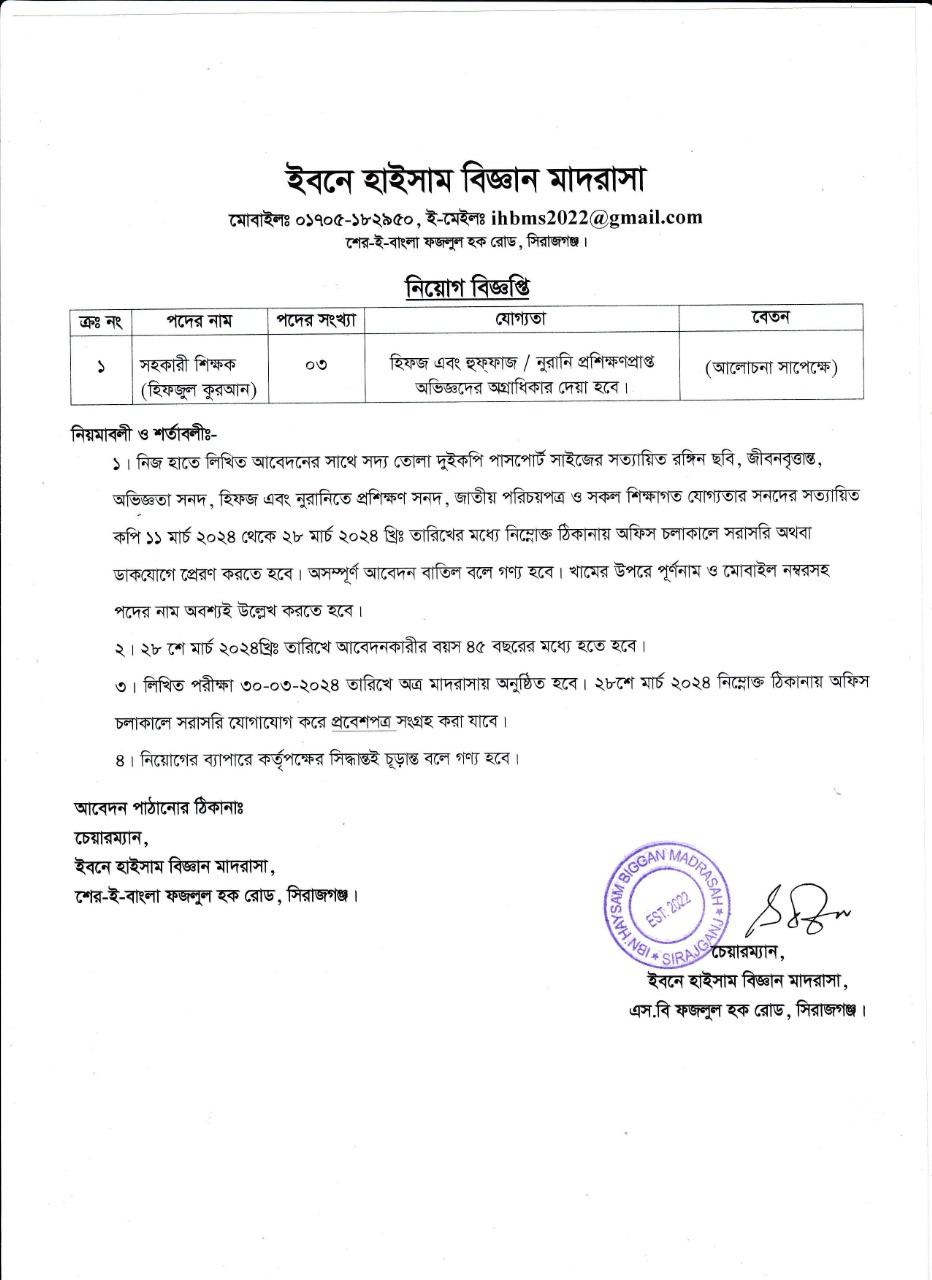 ইবনে হাইসাম বিজ্ঞান মাদরাসা
মোবাইলঃ ০১৭০৫-১৮২৯৫০, ই-মেইলঃ ihbms2022@gmail.com
শের-ই-বাংলা ফজলুল হক রোড, সিরাজগঞ্জ।
নিয়োগ বিজ্ঞপ্তি
ক্রঃ নং পদের নাম পদের সংখ্যা যোগ্যতা বেতন
১ সহকারী শিক্ষক (হিফজুল কুরআন) ০৩ হিফজ এবং হুফ্ফাজ / নুরানি প্রশিক্ষণপ্রাপ্ত অভিজ্ঞদের অগ্রাধিকার দেয়া হবে। (আলোচনা সাপেক্ষে)
নিয়মাবলী ও শর্তাবলীঃ-
১। নিজ হাতে লিখিত আবেদনের সাথে সদ্য তোলা দুইকপি পাসপোর্ট সাইজের সত্যায়িত রঙ্গিন ছবি, জীবনবৃত্তান্ত,
অভিজ্ঞতা সনদ, হিফজ এবং নুরানিতে প্রশিক্ষণ সনদ, জাতীয় পরিচয়পত্র ও সকল শিক্ষাগত যোগ্যতার সনদের সত্যায়িত
কপি ১১ মার্চ ২০২৪ থেকে ২৮ মার্চ ২০২৪ খ্রিঃ তারিখের মধ্যে নিম্নোক্ত ঠিকানায় অফিস চলাকালে সরাসরি অথবা
ডাকযোগে প্রেরণ করতে হবে। অসম্পূর্ণ আবেদন বাতিল বলে গণ্য হবে। খামের উপরে পূর্ণনাম ও মোবাইল নম্বরসহ
পদের নাম অবশ্যই উল্লেখ করতে হবে।
২। ২৮ শে মার্চ ২০২৪খ্রিঃ তারিখে আবেদনকারীর বয়স ৪৫ বছরের মধ্যে হতে হবে।
৩। লিখিত পরীক্ষা ৩০-০৩-২০২৪ তারিখে অত্র মাদরাসায় অনুষ্ঠিত হবে। ২৮শে মার্চ ২০২৪ নিম্নোক্ত ঠিকানায় অফিস
চলাকালে সরাসরি যোগাযোগ করে প্রবেশপত্র সংগ্রহ করা যাবে।
৪। নিয়োগের ব্যাপারে কর্তৃপক্ষের সিদ্ধান্তই চূড়ান্ত বলে গণ্য হবে।
আবেদন পাঠানোর ঠিকানাঃ
চেয়ারম্যান,
ইবনে হাইসাম বিজ্ঞান মাদরাসা,
শের-ই-বাংলা ফজলুল হক রোড, সিরাজগঞ্জ।
IBN HAYSAM BIGGAN MADRASAH * SIRAJGANJ *
EST: 2022
চেয়ারম্যান,
ইবনে হাইসাম বিজ্ঞান মাদরাসা,
এস.বি ফজলুল হক রোড, সিরাজগঞ্জ।